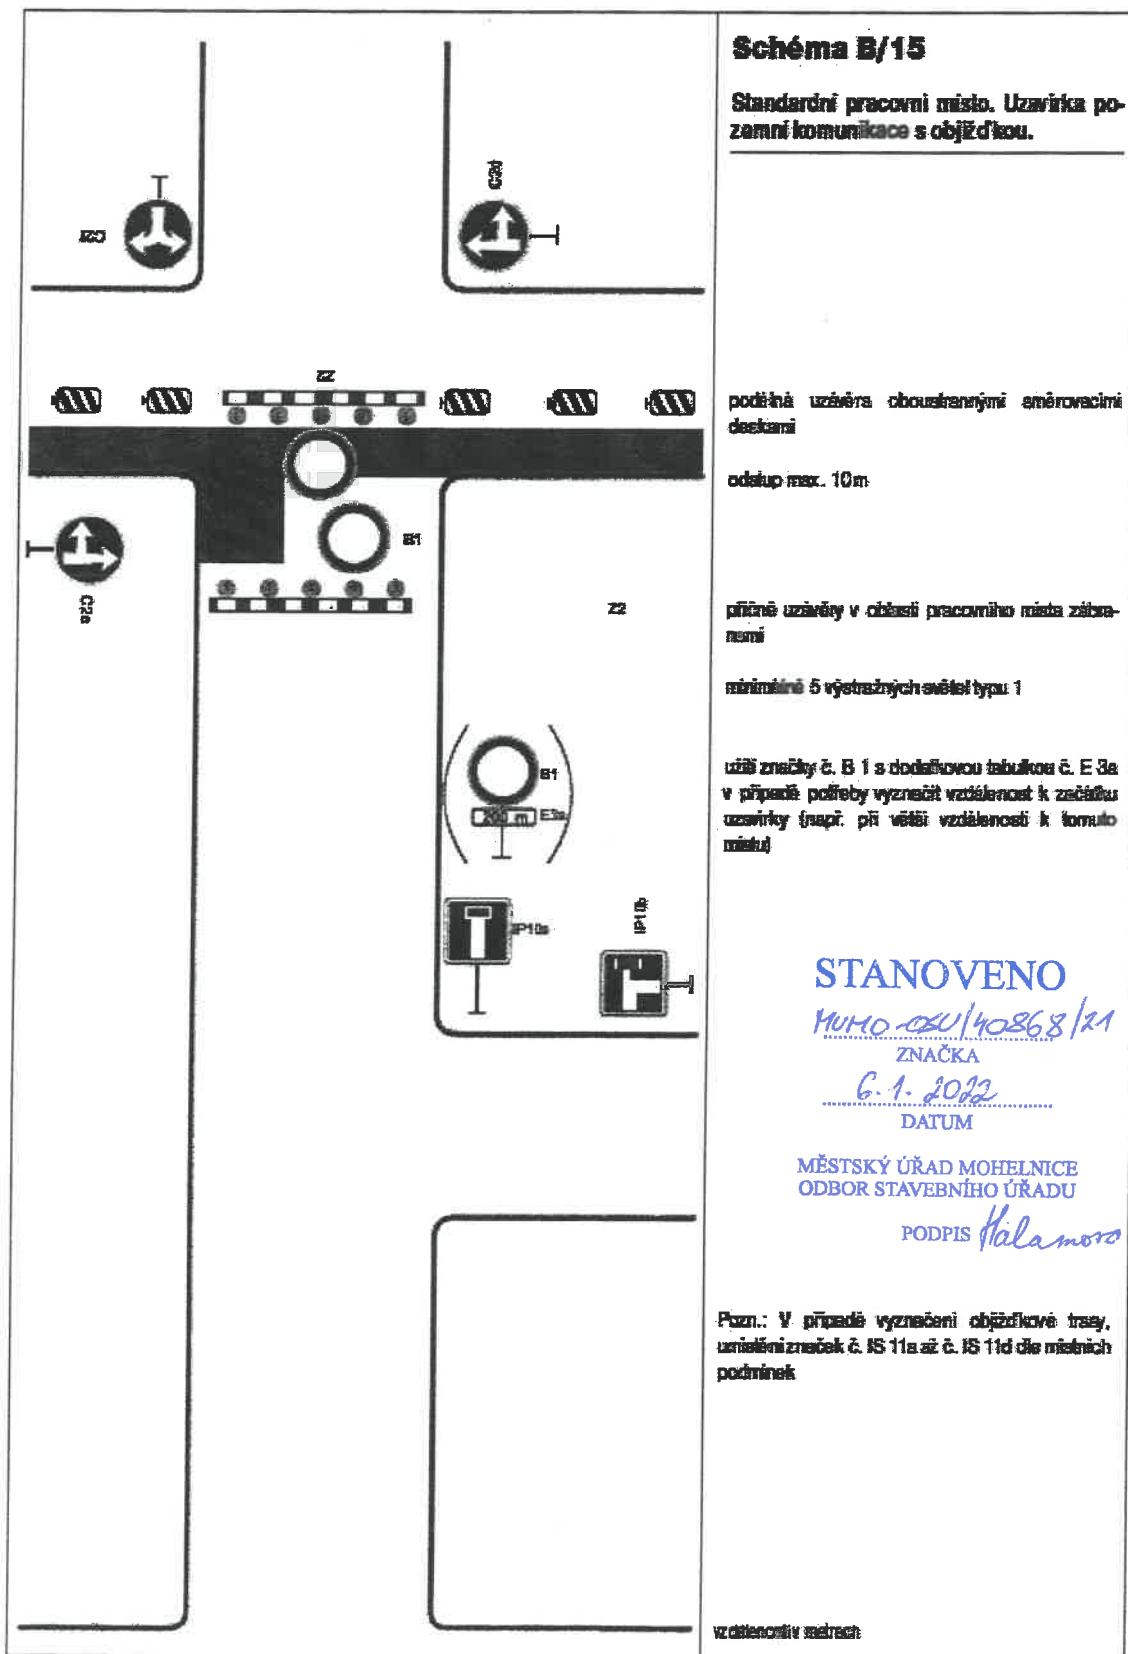 Schéma B/15
Standardní pracovní místo. Uzavírka po-
zemní komunikace s objížďkou.
C2f
C2d
Z2
podélná uzávěra oboustrannými směrovacími
deskami
odstup max. 10 m
B1
C2e
Z2
příčné uzávěry v oblasti pracovního místa zábra-
nami
minimálně 5 výstražných světel typu 1
užití značky č. B 1 s dodatkovou tabulkou č. E 3a
v případě potřeby vyznačit vzdálenost k začátku
uzavírky (např. při větší vzdálenosti k tomuto
místu)
B1
200 m
E3a
IP10a
IP10b
STANOVENO
MUMO-OSU/40868/21
ZNAČKA
6. 1. 2022
DATUM
MĚSTSKÝ ÚŘAD MOHELNICE
ODBOR STAVEBNÍHO ÚŘADU
PODPIS
Pozn.: V případě vyznačení objížďkové trasy,
umístění značek č. IS 11a až č. IS 11d dle místních
podmínek
vzdálenosti v metrech